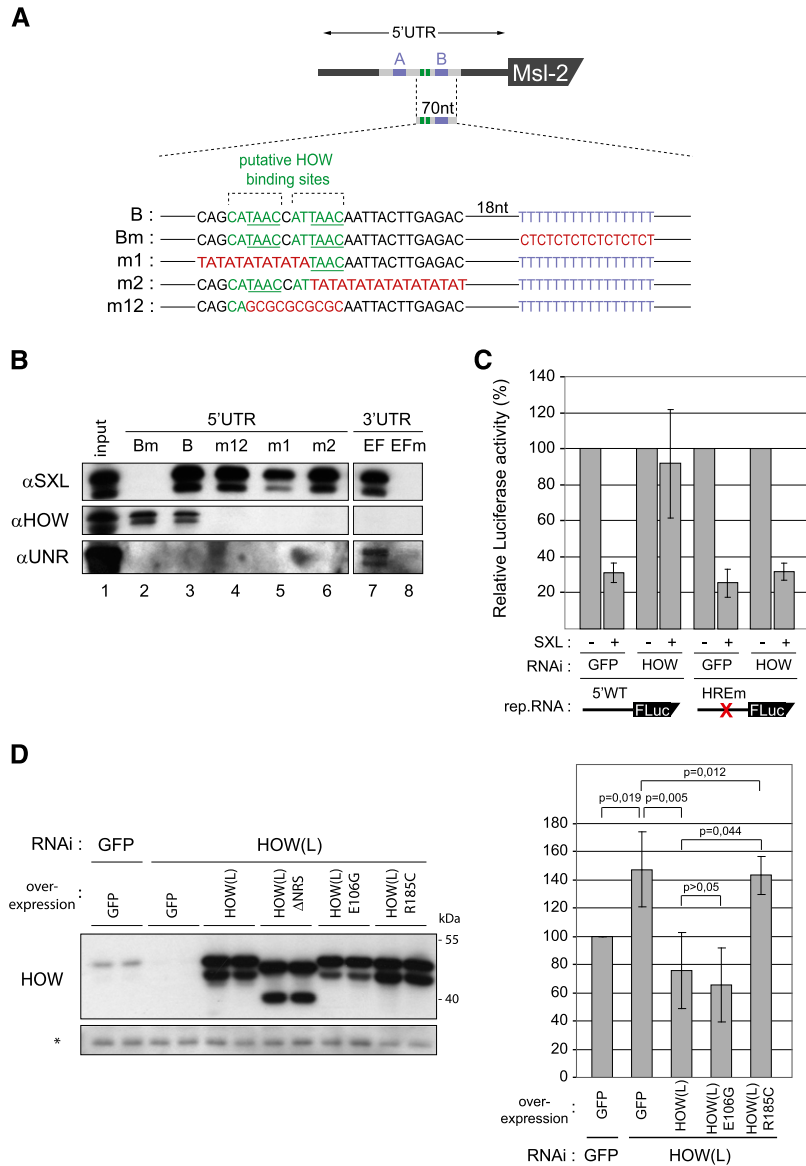 A
5'UTR
A B
Msl-2
70nt
putative HOW
binding sites
18nt
B : CAGCATAACCATTAACAATTACTTGAGAC TTTTTTTTTTTTTTTT
Bm : CAGCATAACCATTAACAATTACTTGAGAC CTCTCTCTCTCTCTCT
m1 : TATATATATATATAACAATTACTTGAGAC TTTTTTTTTTTTTTTT
m2 : CAGCATAACCATTATATATATATATATAT TTTTTTTTTTTTTTTT
m12 : CAGCAGCGCGCGCGCAATTACTTGAGAC TTTTTTTTTTTTTTTT
B
input 5'UTR 3'UTR
Bm B m12 m1 m2 EF EFm
αSXL
αHOW
αUNR
1 2 3 4 5 6 7 8
C
Relative Luciferase activity (%)
140
120
100
80
60
40
20
SXL : - + - + - + - +
RNAi : GFP HOW GFP HOW
5'WT HREm
rep.RNA : FLuc X FLuc
D
RNAi : GFP HOW(L)
over-
expression :
GFP
GFP
HOW(L)
HOW(L)
ΔNRS
HOW(L)
E106G
HOW(L)
R185C
kDa
- 55
HOW
- 40
*
p=0,012
p=0,019 p=0,005
p=0,044
p>0,05
180
160
140
120
100
80
60
40
20
0
over-
expression :
GFP
GFP
HOW(L)
HOW(L)
E106G
HOW(L)
R185C
RNAi : GFP HOW(L)